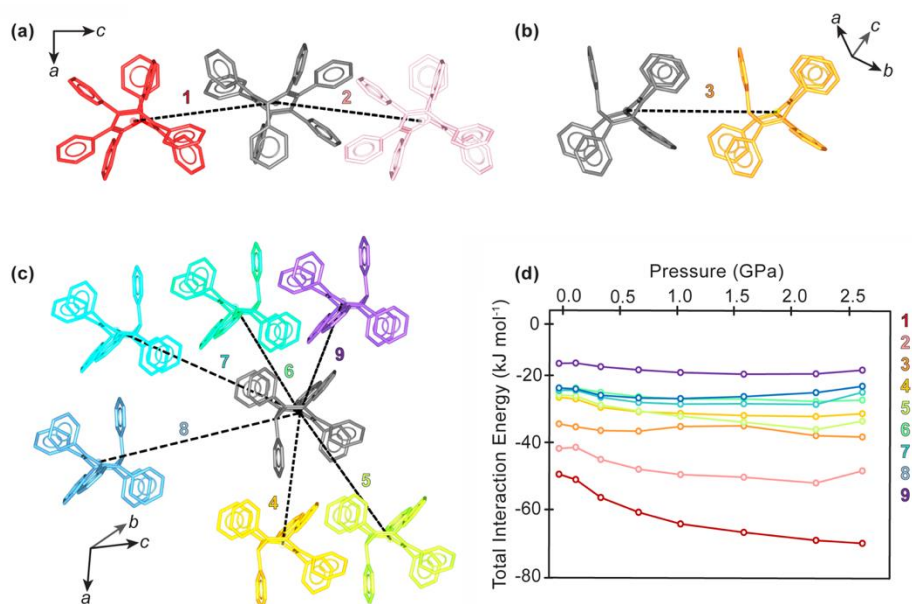 (a)
c
a
1
2
(b)
a
c
b
3
(c)
7
6
9
8
4
5
b
c
a
(d)
Pressure (GPa)
0.0 0.5 1.0 1.5 2.0 2.5
Total Interaction Energy (kJ mol⁻¹)
0
-20
-40
-60
-80
1
2
3
4
5
6
7
8
9